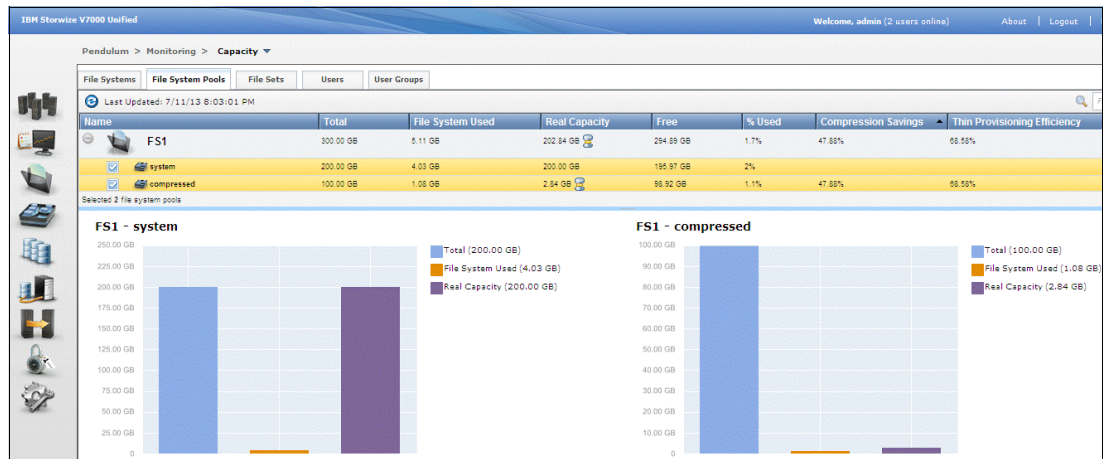 IBM Storwize V7000 Unified Welcome, admin (2 users online) About | Logout |
Pendulum > Monitoring > Capacity
File Systems File System Pools File Sets Users User Groups
Last Updated: 7/11/13 8:03:01 PM
Name Total File System Used Real Capacity Free % Used Compression Savings Thin Provisioning Efficiency
FS1 300.00 GB 5.11 GB 202.84 GB 294.89 GB 1.7% 47.88% 68.58%
system 200.00 GB 4.03 GB 200.00 GB 195.97 GB 2%
compressed 100.00 GB 1.08 GB 2.84 GB 98.92 GB 1.1% 47.88% 68.58%
Selected 2 file system pools
FS1 - system
250.00 GB
225.00 GB
200.00 GB
175.00 GB
150.00 GB
125.00 GB
100.00 GB
75.00 GB
50.00 GB
25.00 GB
0
Total (200.00 GB)
File System Used (4.03 GB)
Real Capacity (200.00 GB)
FS1 - compressed
100.00 GB
90.00 GB
80.00 GB
70.00 GB
60.00 GB
50.00 GB
40.00 GB
30.00 GB
20.00 GB
10.00 GB
0
Total (100.00 GB)
File System Used (1.08 GB)
Real Capacity (2.84 GB)